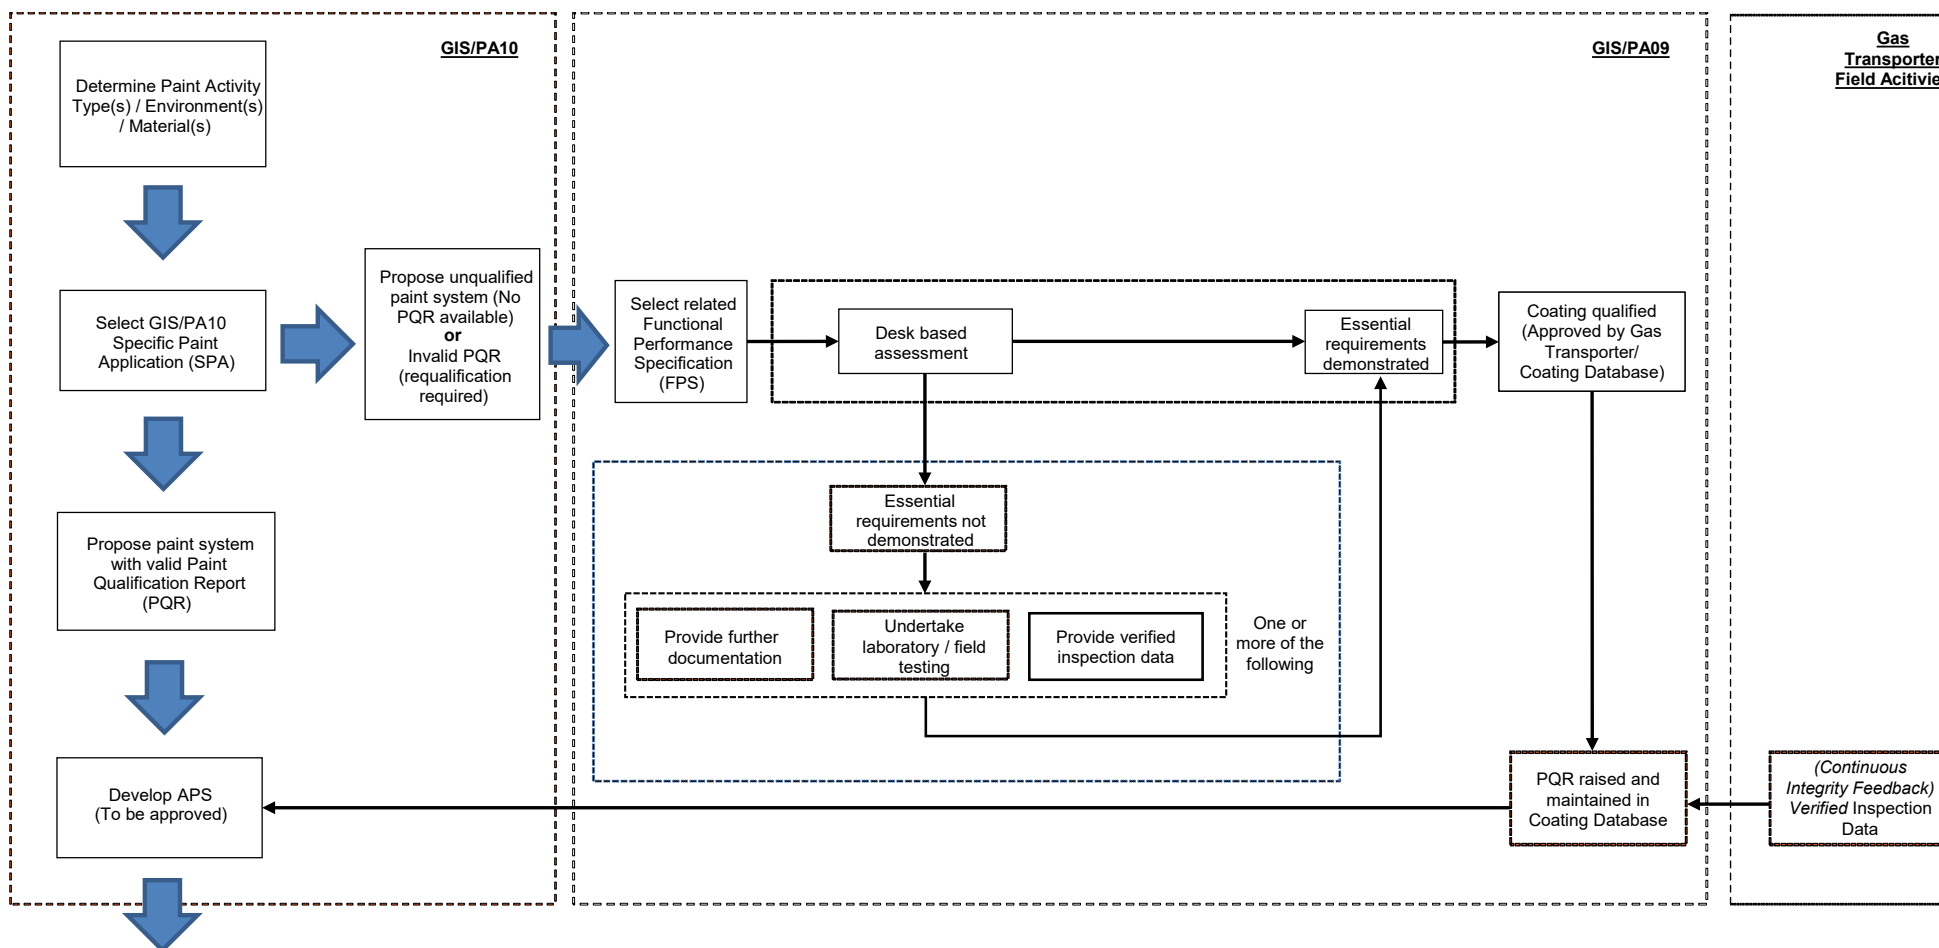 GIS/PA10
Determine Paint Activity
Type(s) / Environment(s)
/ Material(s)
Select GIS/PA10
Specific Paint
Application (SPA)
Propose unqualified
paint system (No
PQR available)
or
Invalid PQR
(requalification
required)
Propose paint system
with valid Paint
Qualification Report
(PQR)
Develop APS
(To be approved)
GIS/PA09
Select related
Functional
Performance
Specification
(FPS)
Desk based
assessment
Essential
requirements
demonstrated
Coating qualified
(Approved by Gas
Transporter/
Coating Database)
Essential
requirements not
demonstrated
Provide further
documentation
Undertake
laboratory / field
testing
Provide verified
inspection data
One or
more of the
following
PQR raised and
maintained in
Coating Database
Gas
Transporter
Field Acitivie
(Continuous
Integrity Feedback)
Verified Inspection
Data